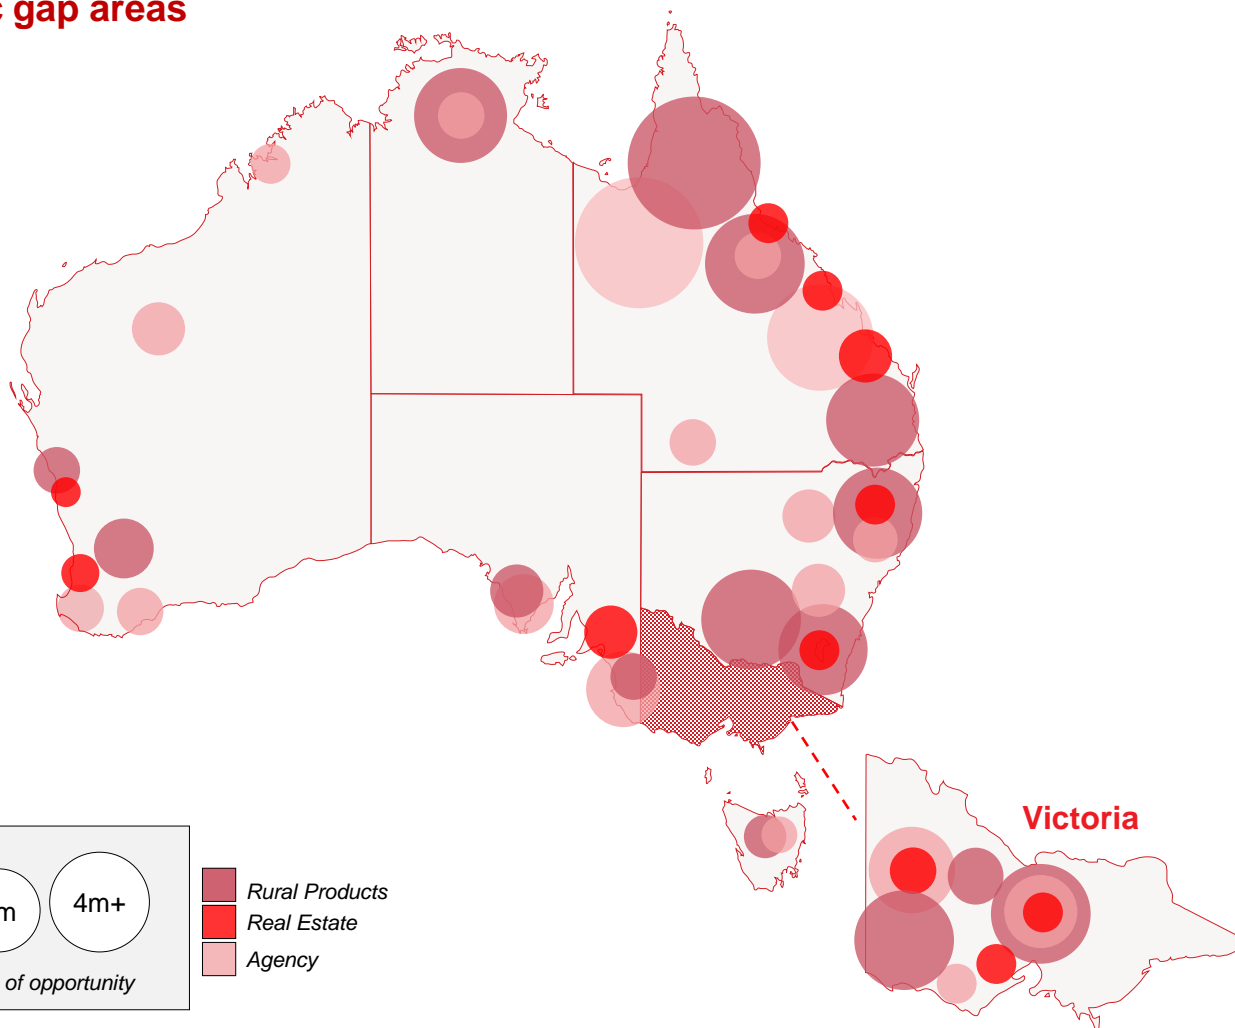 gap areas
Victoria
4m+
of opportunity
Rural Products
Real Estate
Agency